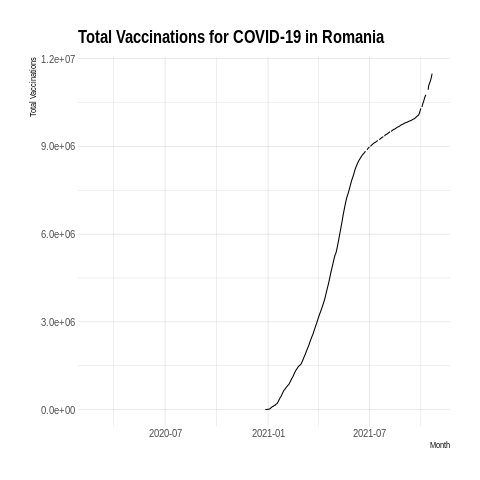 Total Vaccinations for COVID-19 in Romania
Total Vaccinations
1.2e+07
9.0e+06
6.0e+06
3.0e+06
0.0e+00
2020-07 2021-01 2021-07
Month